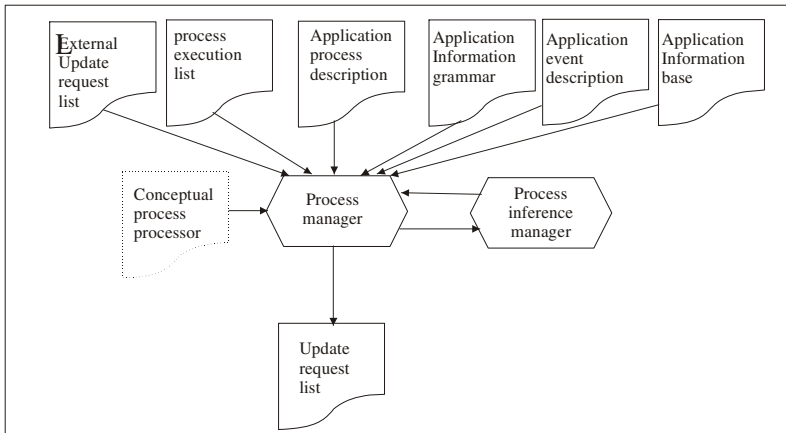 External
Update
request
list
process
execution
list
Application
process
description
Application
Information
grammar
Application
event
description
Application
Information
base
Conceptual
process
processor
Process
manager
Process
inference
manager
Update
request
list